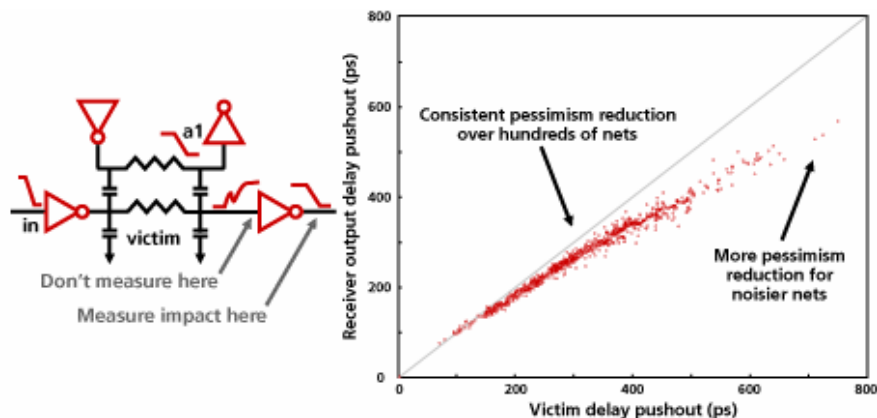 a1
in
victim
Don't measure here
Measure impact here
Receiver output delay pushout (ps)
800
600
400
200
0
Consistent pessimism reduction
over hundreds of nets
More pessimism
reduction for
noisier nets
0
200
400
600
800
Victim delay pushout (ps)